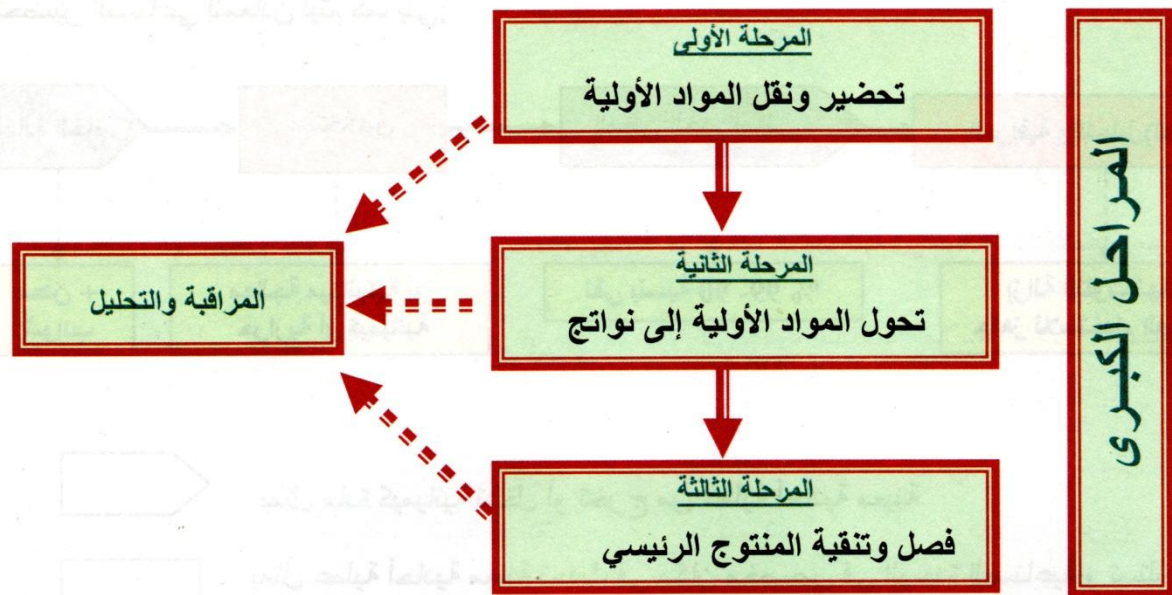 المراحل الكبرى
المرحلة الأولى
تحضير ونقل المواد الأولية
المرحلة الثانية
تحول المواد الأولية إلى نواتج
المراقبة والتحليل
المرحلة الثالثة
فصل وتنقية المنتوج الرئيسي